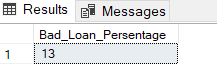 Results Messages
Bad_Loan_Persentage
1 13